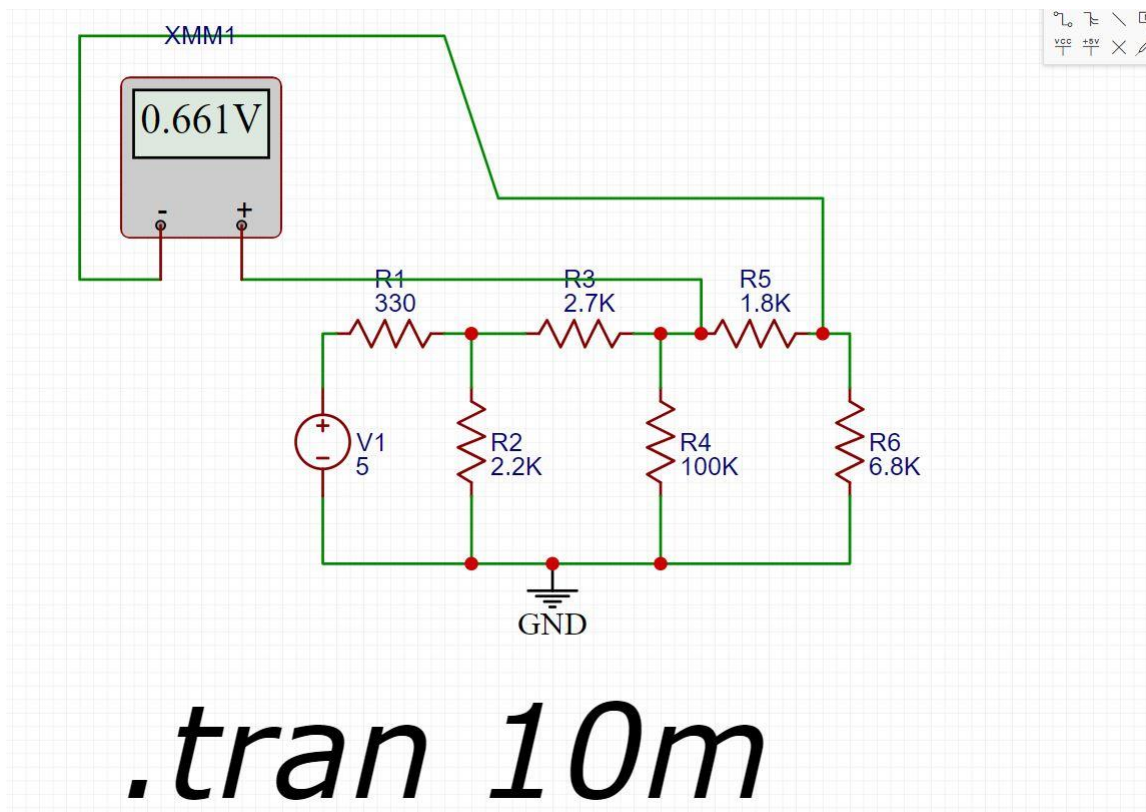 XMM1
VCC +5V
0.661V
- +
R1
330
R3
2.7K
R5
1.8K
+
-
V1
5
R2
2.2K
R4
100K
R6
6.8K
GND
.tran 10m